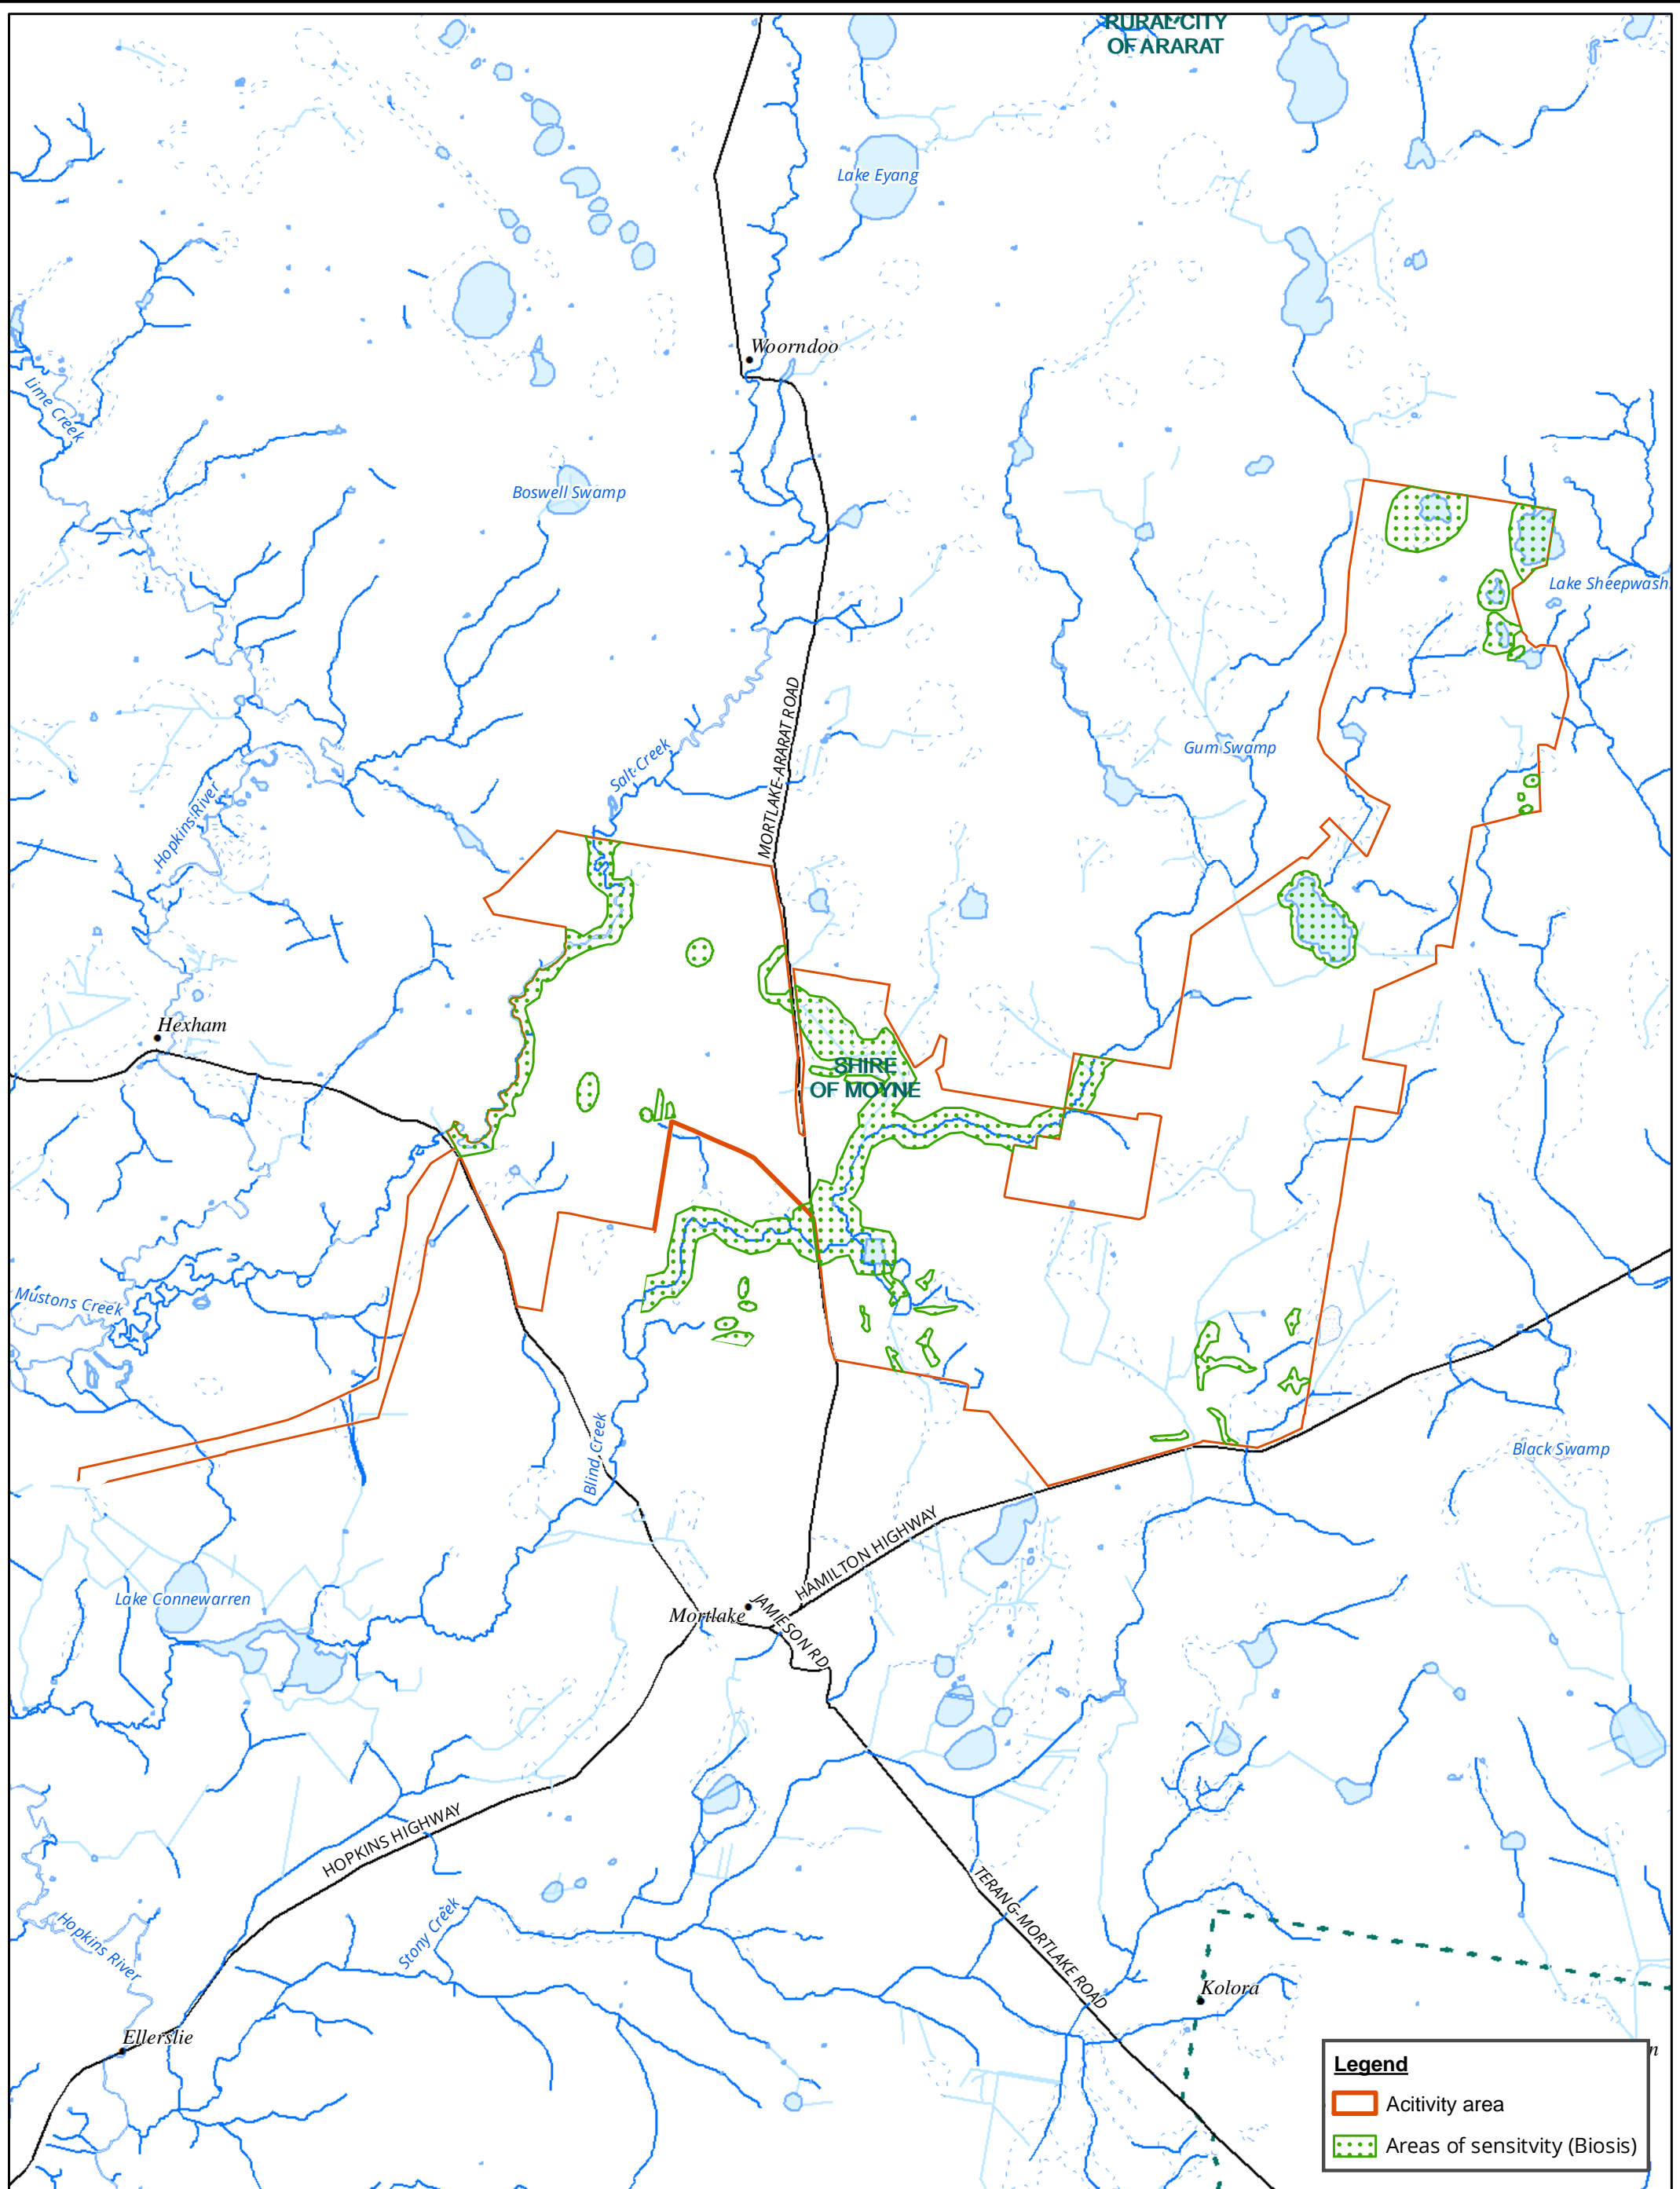 RURAL CITY
OF ARARAT
Lake Eyang
Woorndoo
Lime Creek
Boswell Swamp
Lake Sheepwash
MORTLAKE-ARARAT ROAD
Gum Swamp
Salt Creek
Hopkins River
Hexham
SHIRE
OF MOYNE
Mustons Creek
Blind Creek
Black Swamp
HAMILTON HIGHWAY
Lake Connewarren
Mortlake
JAMIESON RD
HOPKINS HIGHWAY
TERANG-MORTLAKE ROAD
Stony Creek
Hopkins River
Kolora
Ellerslie
n
Legend
Acitivity area
Areas of sensitvity (Biosis)